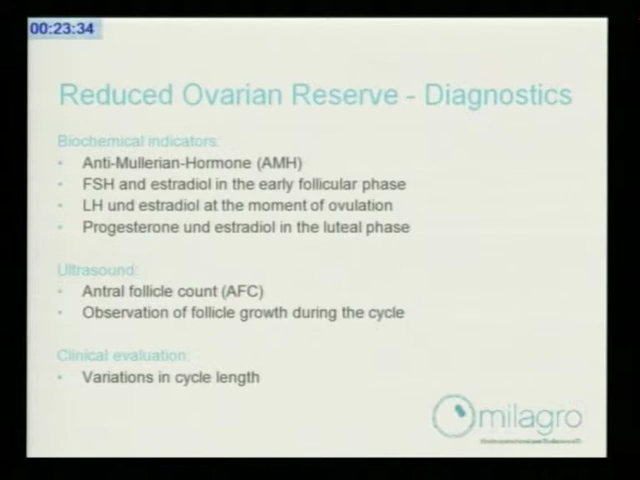 00:23:34
Reduced Ovarian Reserve - Diagnostics
Biochemical indicators:
• Anti-Mullerian-Hormone (AMH)
• FSH and estradiol in the early follicular phase
• LH und estradiol at the moment of ovulation
• Progesterone und estradiol in the luteal phase
Ultrasound:
• Antral follicle count (AFC)
• Observation of follicle growth during the cycle
Clinical evaluation:
• Variations in cycle length
milagro